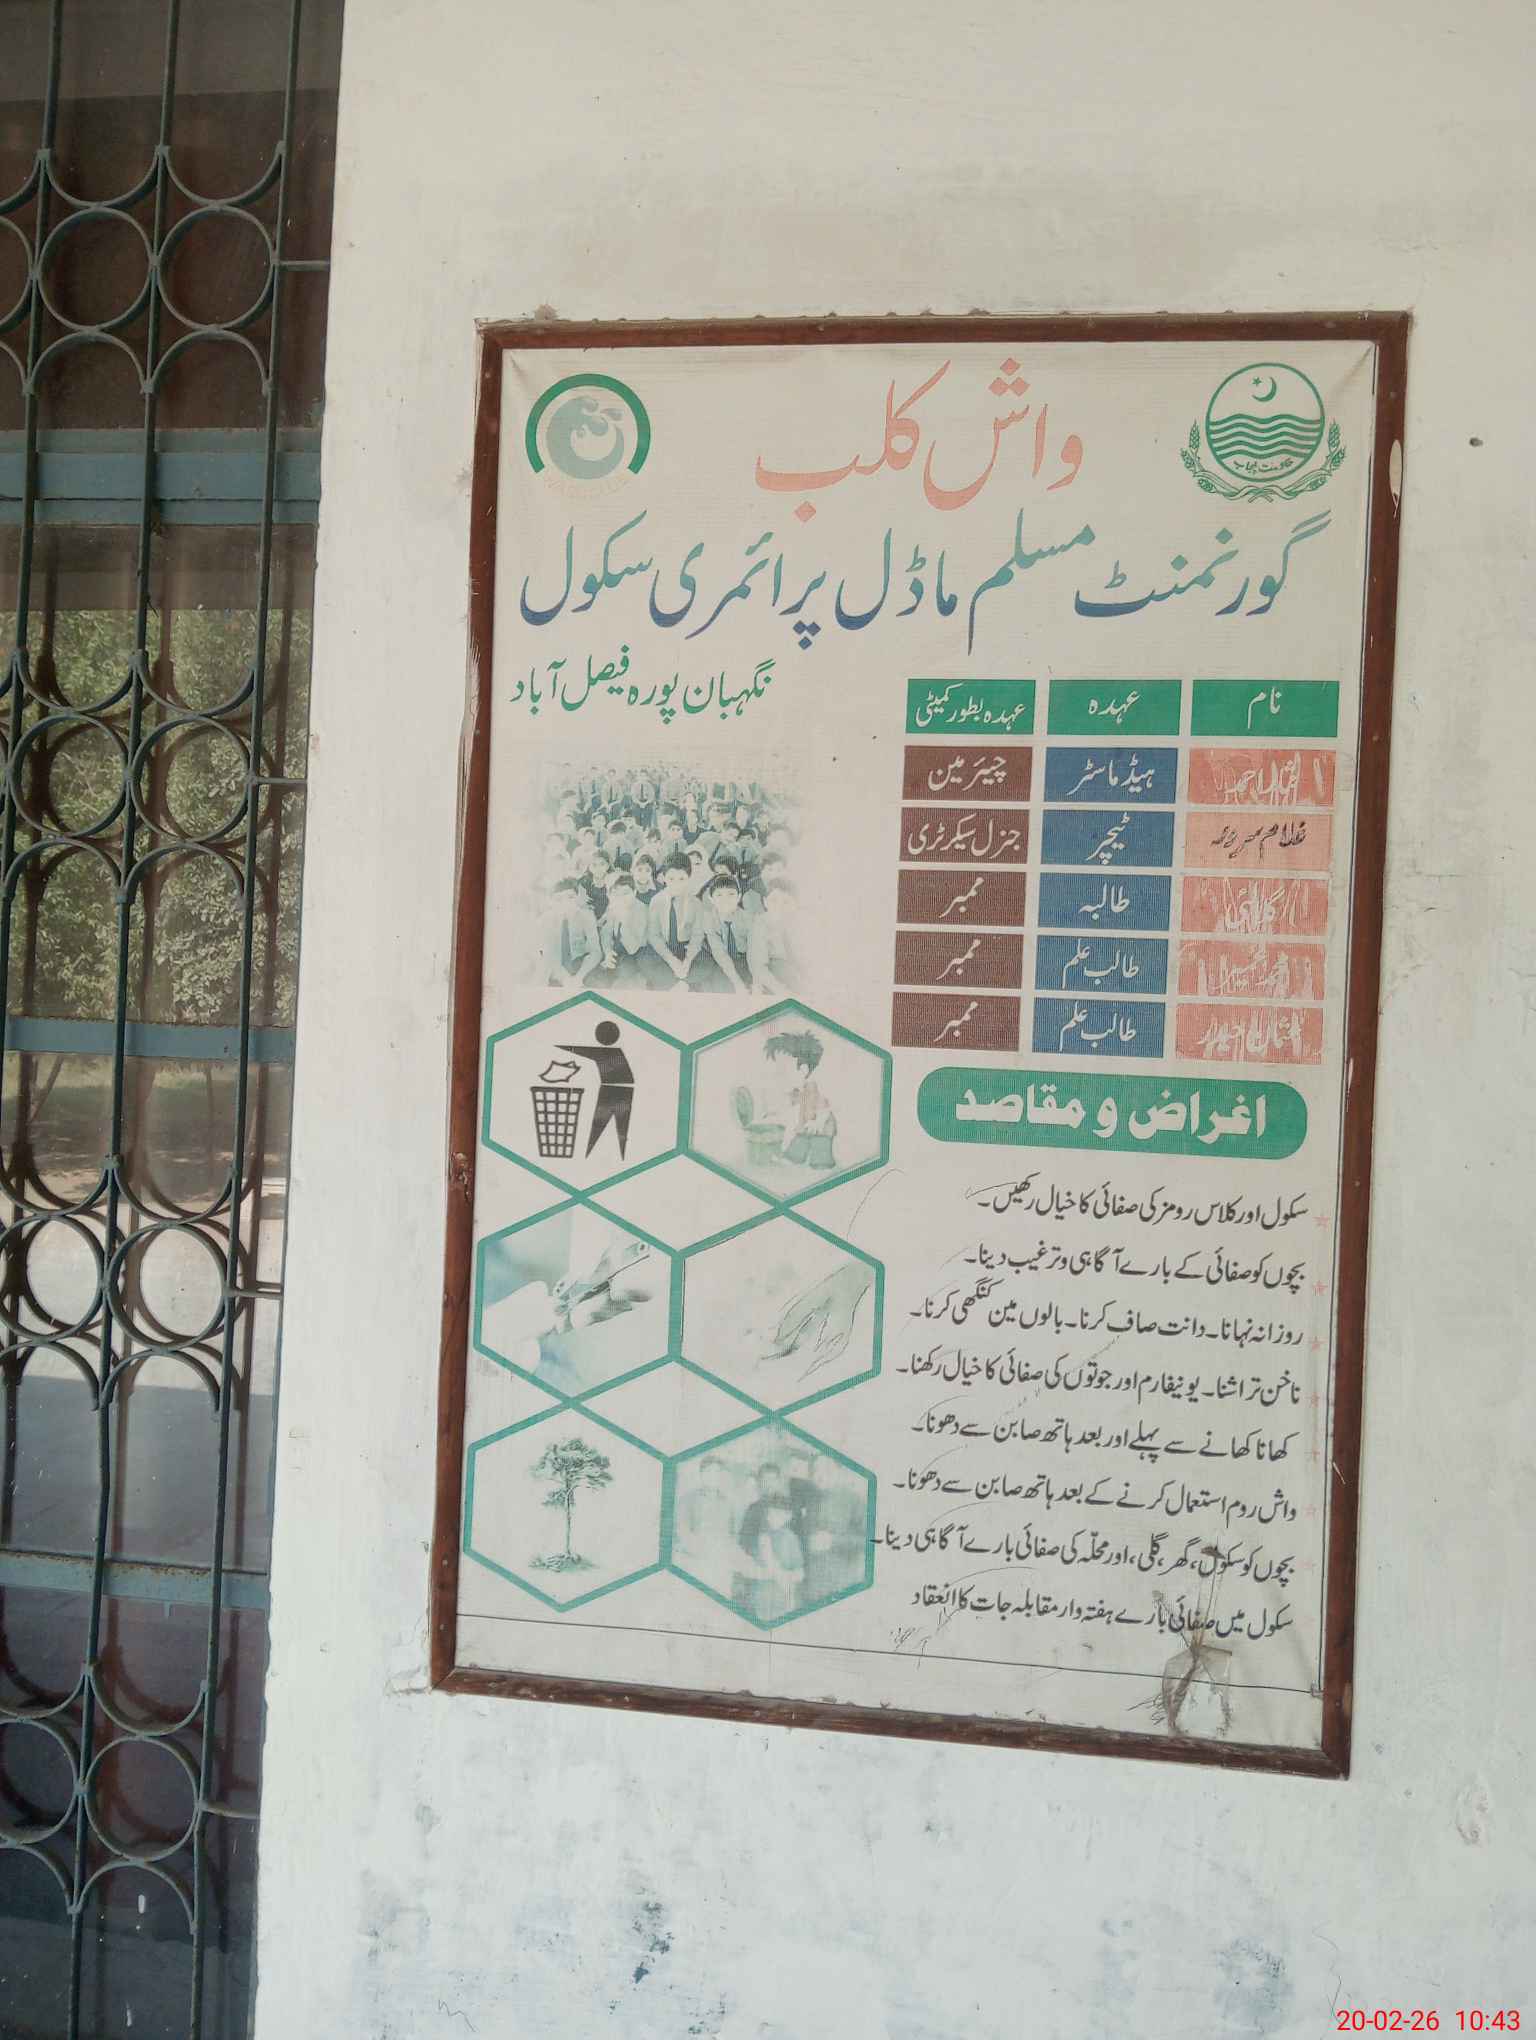 واش کلب
حکومت پنجاب
گورنمنٹ مسلم ماڈل پرائمری سکول
نگہبان پورہ فیصل آباد
نام عہدہ عہدہ بطور کمیٹی
ہیڈ ماسٹر چیئرمین
غلام سرور ٹیچر جنرل سیکرٹری
طالبہ ممبر
طالب علم ممبر
طالب علم ممبر
اغراض و مقاصد
سکول اور کلاس رومز کی صفائی کا خیال رکھیں۔
بچوں کو صفائی کے بارے آگاہی و ترغیب دینا۔
روزانہ نہانا۔ دانت صاف کرنا۔ بالوں مین کنگھی کرنا۔
ناخن تراشنا۔ یونیفارم اور جوتوں کی صفائی کا خیال رکھنا۔
کھانا کھانے سے پہلے اور بعد ہاتھ صابن سے دھونا۔
واش روم استعمال کرنے کے بعد ہاتھ صابن سے دھونا۔
بچوں کو سکول، گھر، گلی، اور محلّہ کی صفائی بارے آگاہی دینا۔
سکول میں صفائی بارے ہفتہ وار مقابلہ جات کا انعقاد
20-02-26 10:43